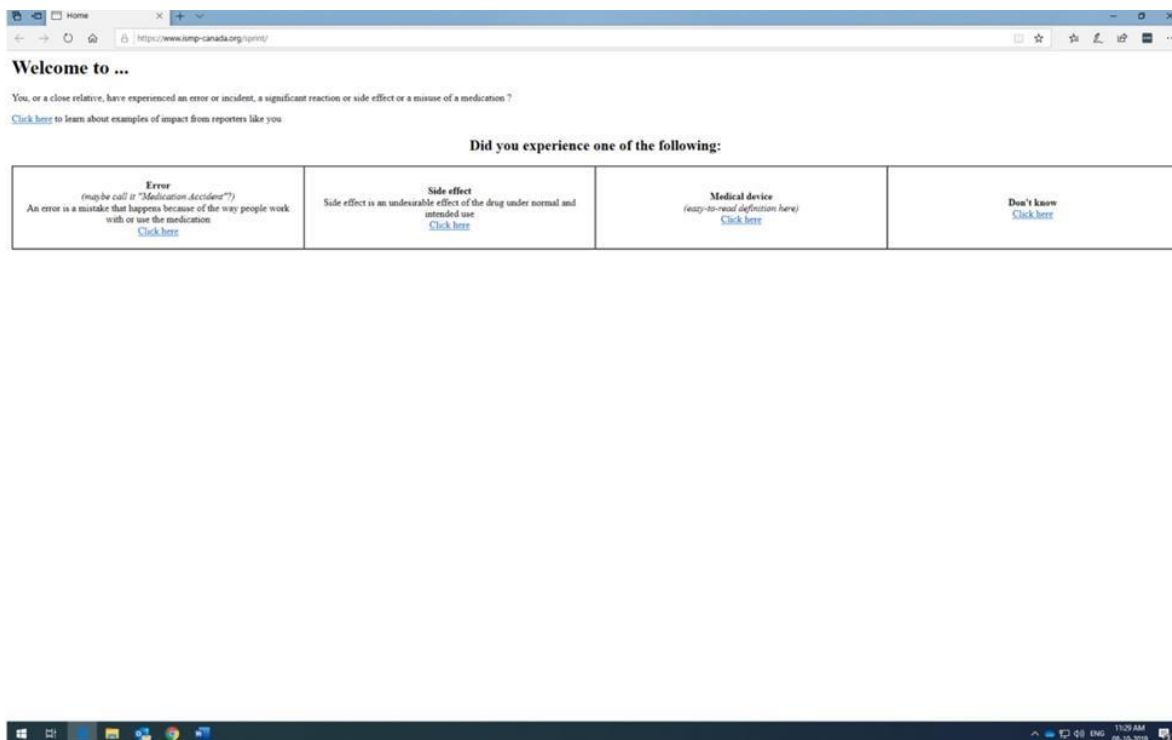 Home
https://www.ismp-canada.org/sprint/
Welcome to ...
You, or a close relative, have experienced an error or incident, a significant reaction or side effect or a misuse of a medication ?
Click here to learn about examples of impact from reporters like you
Did you experience one of the following:
Error
(maybe call it "Medication Accident"?)
An error is a mistake that happens because of the way people work
with or use the medication
Click here
Side effect
Side effect is an undesirable effect of the drug under normal and
intended use
Click here
Medical device
(eazy-to-read definition here)
Click here
Don't know
Click here
ENG
11:29 AM
08-10-2019